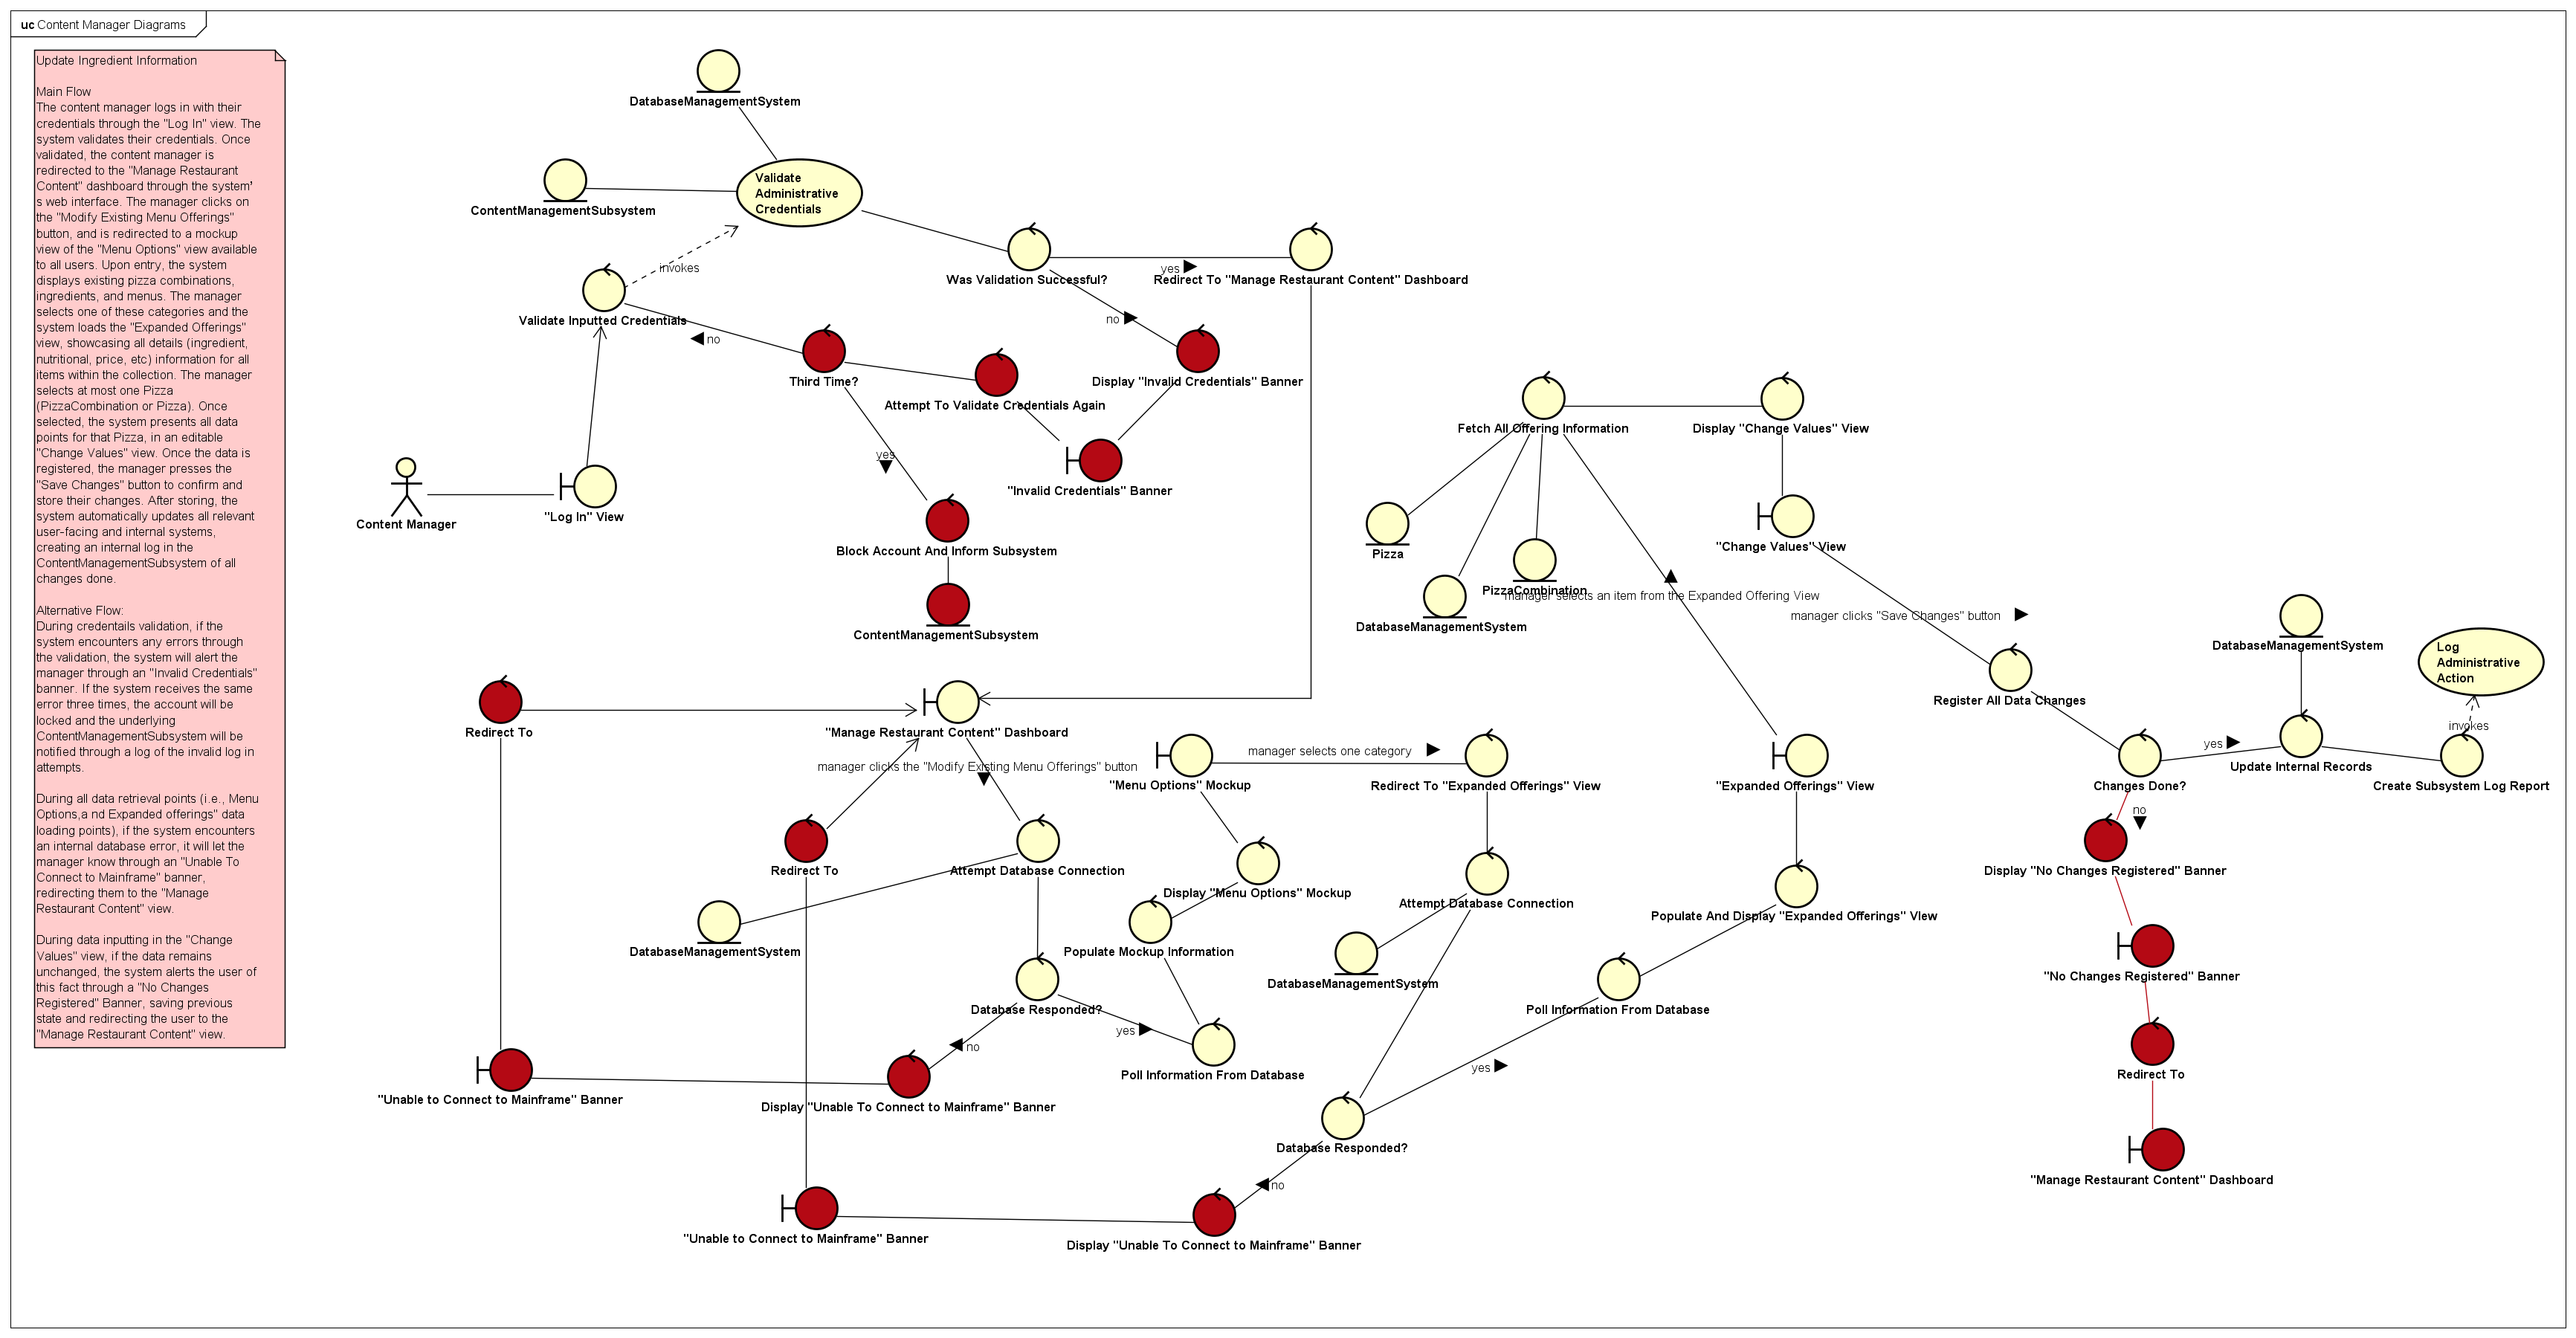 uc Content Manager Diagrams
Update Ingredient Information
Main Flow
The content manager logs in with their
credentials through the "Log In" view. The
system validates their credentials. Once
validated, the content manager is
redirected to the "Manage Restaurant
Content" dashboard through the system'
s web interface. The manager clicks on
the "Modify Existing Menu Offerings"
button, and is redirected to a mockup
view of the "Menu Options" view available
to all users. Upon entry, the system
displays existing pizza combinations,
ingredients, and menus. The manager
selects one of these categories and the
system loads the "Expanded Offerings"
view, showcasing all details (ingredient,
nutritional, price, etc) information for all
items within the collection. The manager
selects at most one Pizza
(PizzaCombination or Pizza). Once
selected, the system presents all data
points for that Pizza, in an editable
"Change Values" view. Once the data is
registered, the manager presses the
"Save Changes" button to confirm and
store their changes. After storing, the
system automatically updates all relevant
user-facing and internal systems,
creating an internal log in the
ContentManagementSubsystem of all
changes done.
Alternative Flow:
During credentails validation, if the
system encounters any errors through
the validation, the system will alert the
manager through an "Invalid Credentials"
banner. If the system receives the same
error three times, the account will be
locked and the underlying
ContentManagementSubsystem will be
notified through a log of the invalid log in
attempts.
During all data retrieval points (i.e., Menu
Options,a nd Expanded offerings" data
loading points), if the system encounters
an internal database error, it will let the
manager know through an "Unable To
Connect to Mainframe" banner,
redirecting them to the "Manage
Restaurant Content" view.
During data inputting in the "Change
Values" view, if the data remains
unchanged, the system alerts the user of
this fact through a "No Changes
Registered" Banner, saving previous
state and redirecting the user to the
"Manage Restaurant Content" view.
DatabaseManagementSystem
ContentManagementSubsystem
Validate
Administrative
Credentials
invokes
Validate Inputted Credentials
Was Validation Successful?
yes
Redirect To "Manage Restaurant Content" Dashboard
no
no
Third Time?
Attempt To Validate Credentials Again
Display "Invalid Credentials" Banner
yes
"Invalid Credentials" Banner
Content Manager
"Log In" View
Block Account And Inform Subsystem
ContentManagementSubsystem
Fetch All Offering Information
Display "Change Values" View
Pizza
PizzaCombination
DatabaseManagementSystem
manager selects an item from the Expanded Offering View
"Change Values" View
manager clicks "Save Changes" button
Register All Data Changes
DatabaseManagementSystem
Log
Administrative
Action
invokes
Redirect To
"Manage Restaurant Content" Dashboard
manager clicks the "Modify Existing Menu Offerings" button
"Menu Options" Mockup
manager selects one category
Redirect To "Expanded Offerings" View
"Expanded Offerings" View
Changes Done?
yes
Update Internal Records
Create Subsystem Log Report
no
Redirect To
Attempt Database Connection
Display "Menu Options" Mockup
Attempt Database Connection
Populate And Display "Expanded Offerings" VIew
Display "No Changes Registered" Banner
DatabaseManagementSystem
Populate Mockup Information
DatabaseManagementSystem
"No Changes Registered" Banner
Database Responded?
yes
no
Poll Information From Database
Poll Information From Database
yes
Redirect To
"Unable to Connect to Mainframe" Banner
Display "Unable To Connect to Mainframe" Banner
Database Responded?
no
"Manage Restaurant Content" Dashboard
"Unable to Connect to Mainframe" Banner
Display "Unable To Connect to Mainframe" Banner